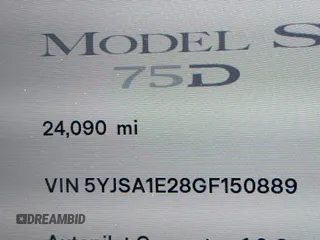 MODEL S
75D
24,090 mi
VIN 5YJSA1E28GF150889
DREAMBID